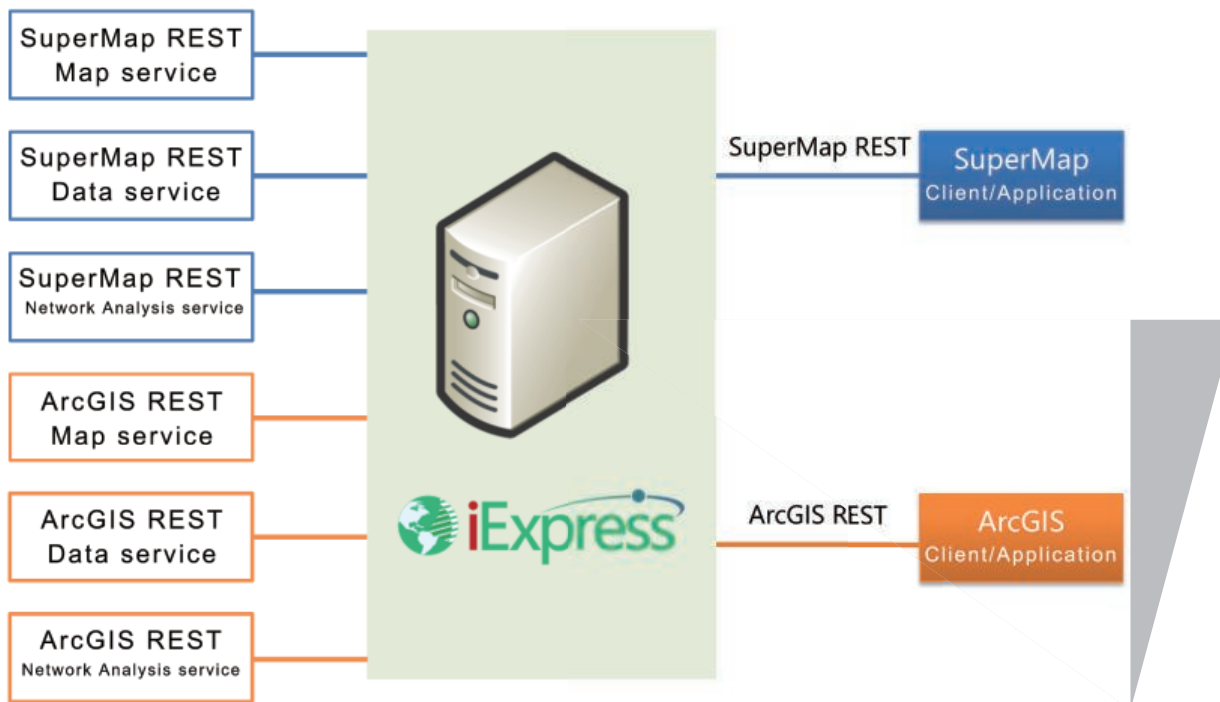 SuperMap REST
Map service
SuperMap REST
Data service
SuperMap REST
Network Analysis service
ArcGIS REST
Map service
ArcGIS REST
Data service
ArcGIS REST
Network Analysis service
iExpress
SuperMap REST
SuperMap
Client/Application
ArcGIS REST
ArcGIS
Client/Application